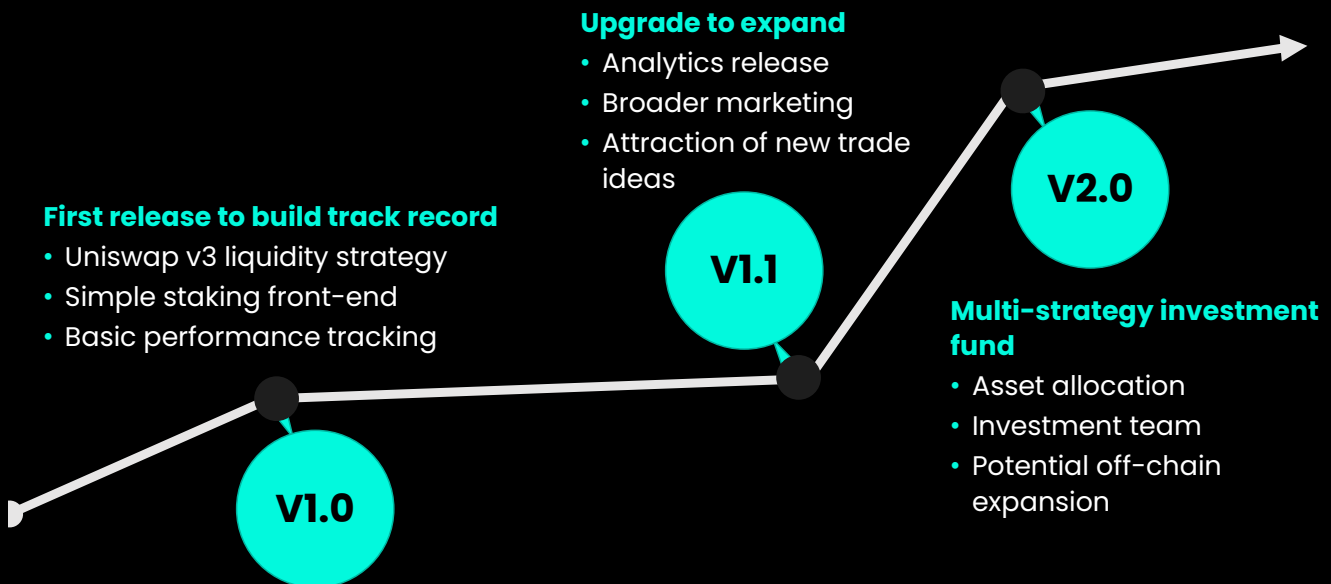 First release to build track record
• Uniswap v3 liquidity strategy
• Simple staking front-end
• Basic performance tracking
V1.0
Upgrade to expand
• Analytics release
• Broader marketing
• Attraction of new trade
ideas
V1.1
V2.0
Multi-strategy investment
fund
• Asset allocation
• Investment team
• Potential off-chain
expansion